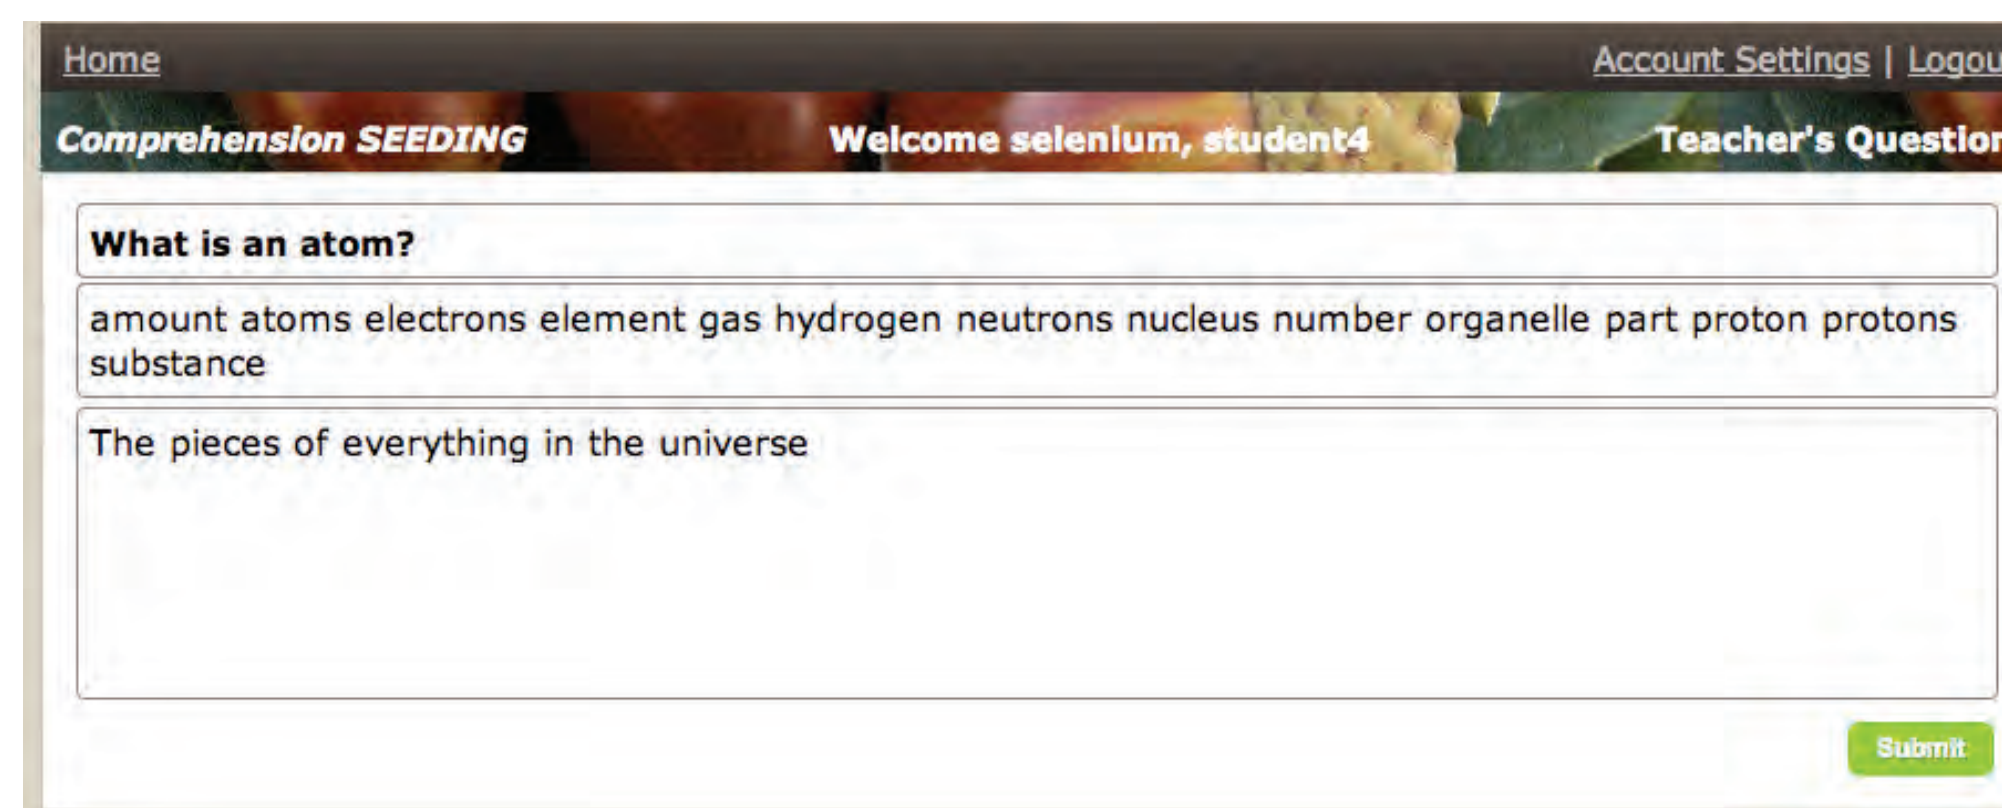 Home
Account Settings | Logou
Comprehension SEEDING
Welcome selenium, student4
Teacher's Question
What is an atom?
amount atoms electrons element gas hydrogen neutrons nucleus number organelle part proton protons
substance
The pieces of everything in the universe
Submit